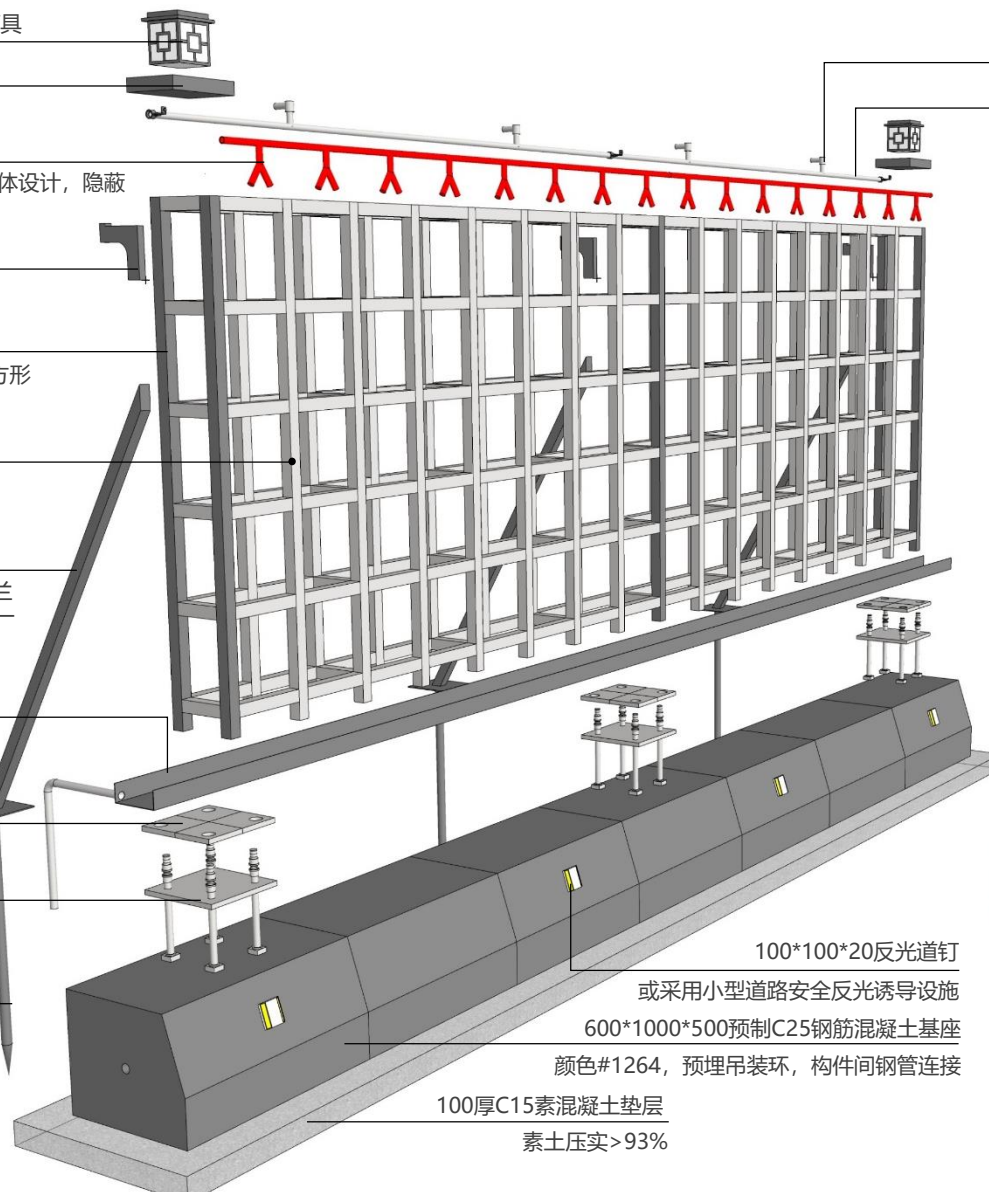 具
体设计，隐蔽
方形
兰
100*100*20反光道钉
或采用小型道路安全反光诱导设施
600*1000*500预制C25钢筋混凝土基座
颜色#1264，预埋吊装环，构件间钢管连接
100厚C15素混凝土垫层
素土压实>93%